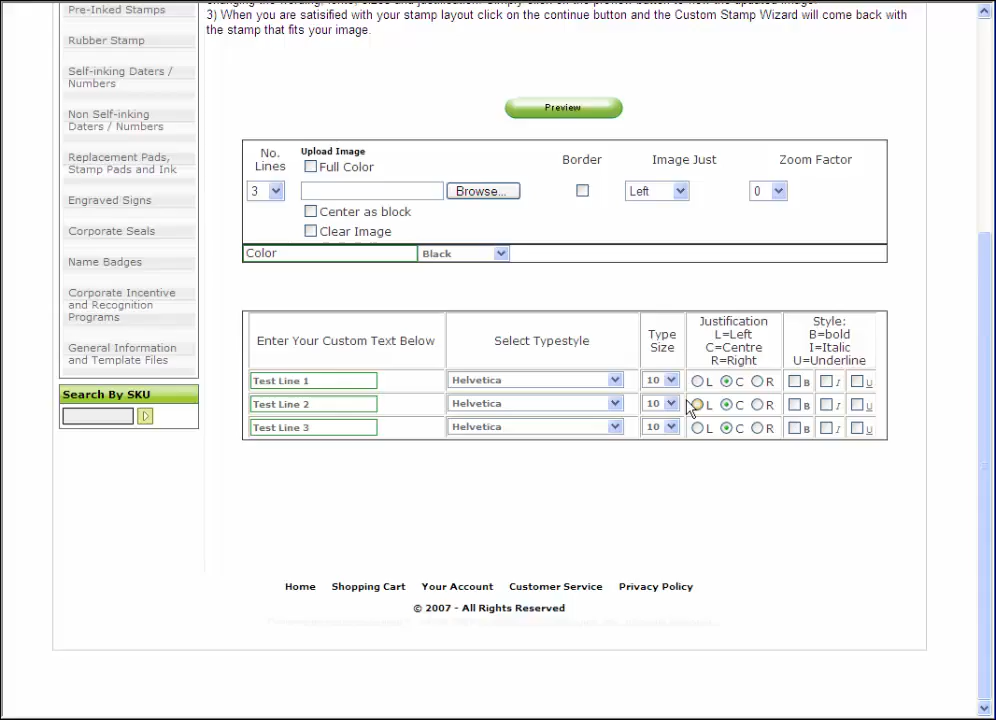 Pre-Inked Stamps
Rubber Stamp
Self-inking Daters /
Numbers
Non Self-inking
Daters / Numbers
Replacement Pads,
Stamp Pads and Ink
Engraved Signs
Corporate Seals
Name Badges
Corporate Incentive
and Recognition
Programs
General Information
and Template Files
Search By SKU
3) When you are satisified with your stamp layout click on the continue button and the Custom Stamp Wizard will come back with
the stamp that fits your image.
Preview
No.
Lines
Upload Image
Full Color
Border
Image Just
Zoom Factor
3
Browse...
Left
0
Center as block
Clear Image
Color
Black
Enter Your Custom Text Below
Select Typestyle
Type
Size
Justification
L=Left
C=Centre
R=Right
Style:
B=bold
I=Italic
U=Underline
Test Line 1 Helvetica 10 L C R B I U
Test Line 2 Helvetica 10 L C R B I U
Test Line 3 Helvetica 10 L C R B I U
Home Shopping Cart Your Account Customer Service Privacy Policy
© 2007 - All Rights Reserved